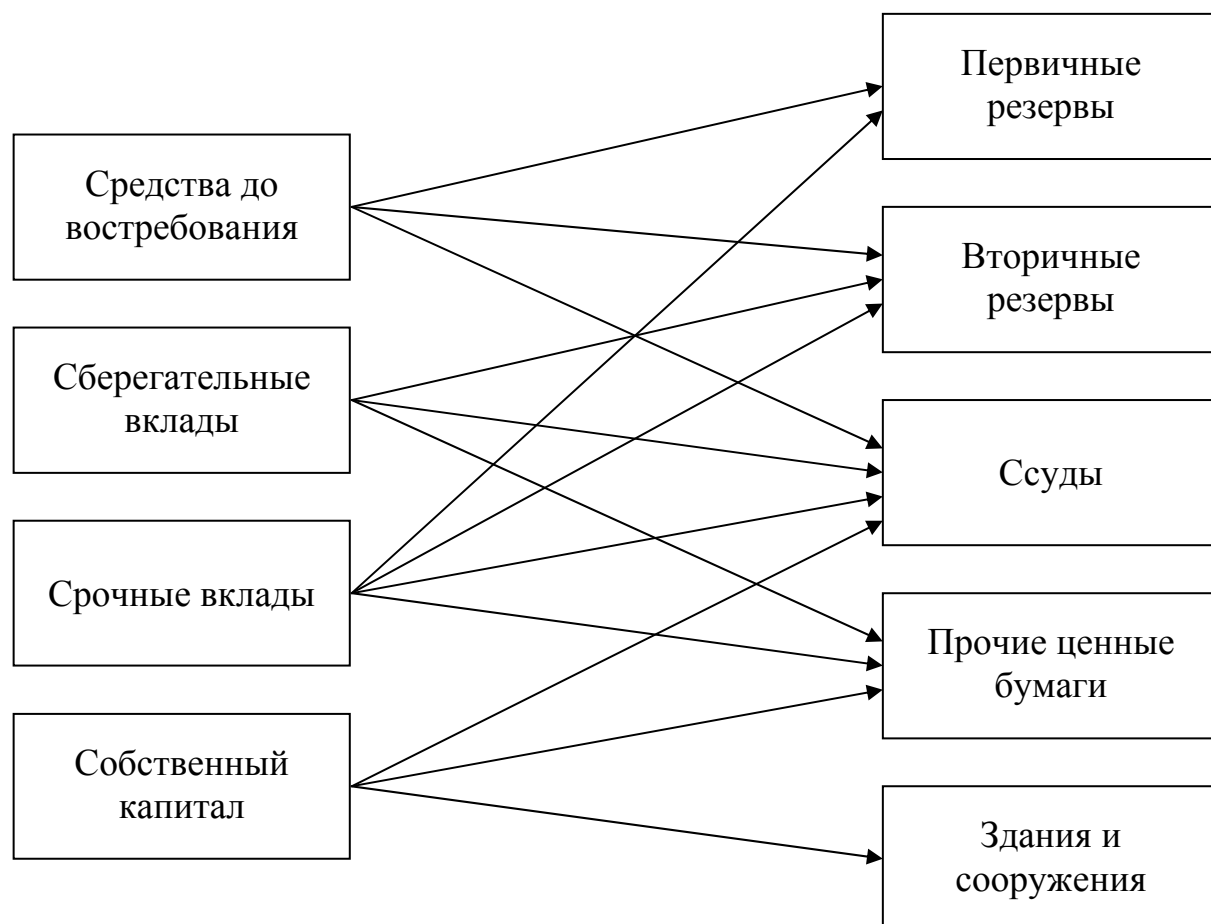 Средства до
востребования
Сберегательные
вклады
Срочные вклады
Собственный
капитал
Первичные
резервы
Вторичные
резервы
Ссуды
Прочие ценные
бумаги
Здания и
сооружения